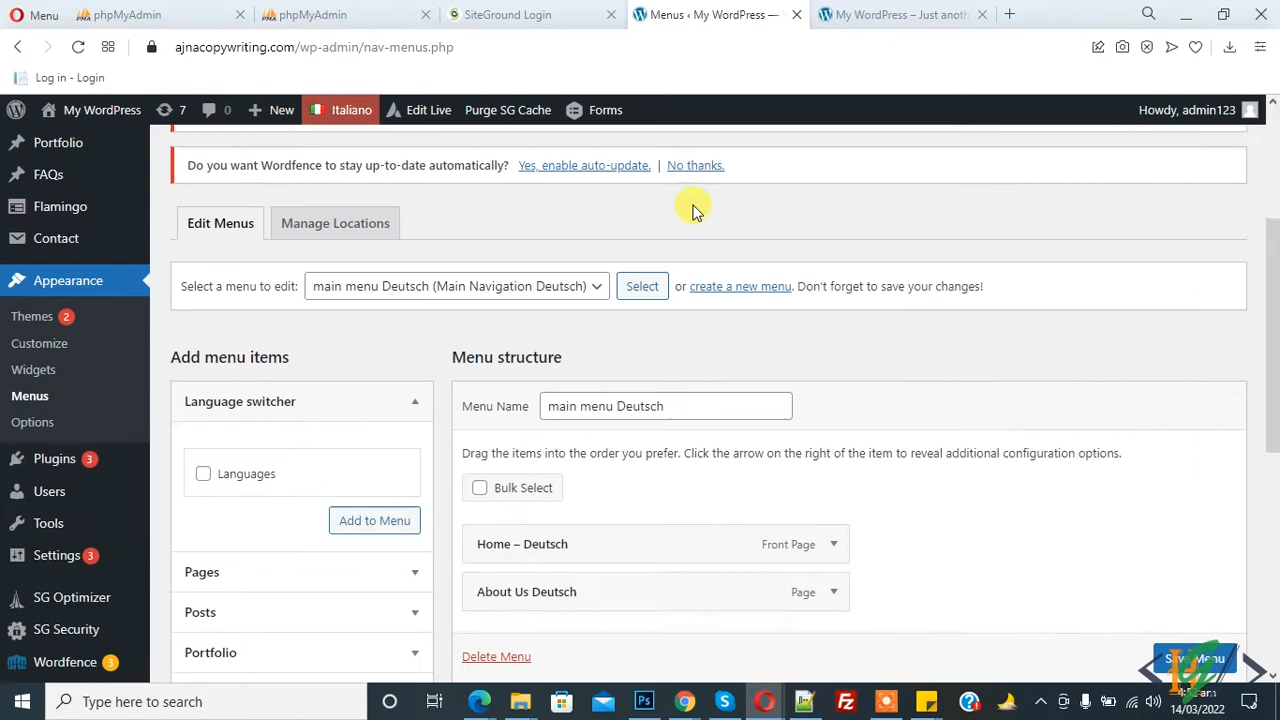 Menu
phpMyAdmin
phpMyAdmin
SiteGround Login
Menus ‹ My WordPress —
My WordPress – Just anoth
ajnacopywriting.com/wp-admin/nav-menus.php
Log in - Login
My WordPress
7
0
New
Italiano
Edit Live
Purge SG Cache
Forms
Howdy, admin123
Portfolio
FAQs
Flamingo
Contact
Appearance
Themes 2
Customize
Widgets
Menus
Options
Plugins 3
Users
Tools
Settings 3
SG Optimizer
SG Security
Wordfence 3
Do you want Wordfence to stay up-to-date automatically? Yes, enable auto-update. | No thanks.
Edit Menus
Manage Locations
Select a menu to edit: main menu Deutsch (Main Navigation Deutsch) Select or create a new menu. Don't forget to save your changes!
Add menu items
Language switcher
Languages
Add to Menu
Pages
Posts
Portfolio
Menu structure
Menu Name main menu Deutsch
Drag the items into the order you prefer. Click the arrow on the right of the item to reveal additional configuration options.
Bulk Select
Home – Deutsch Front Page
About Us Deutsch Page
Delete Menu
Save Menu
Type here to search
14/03/2022